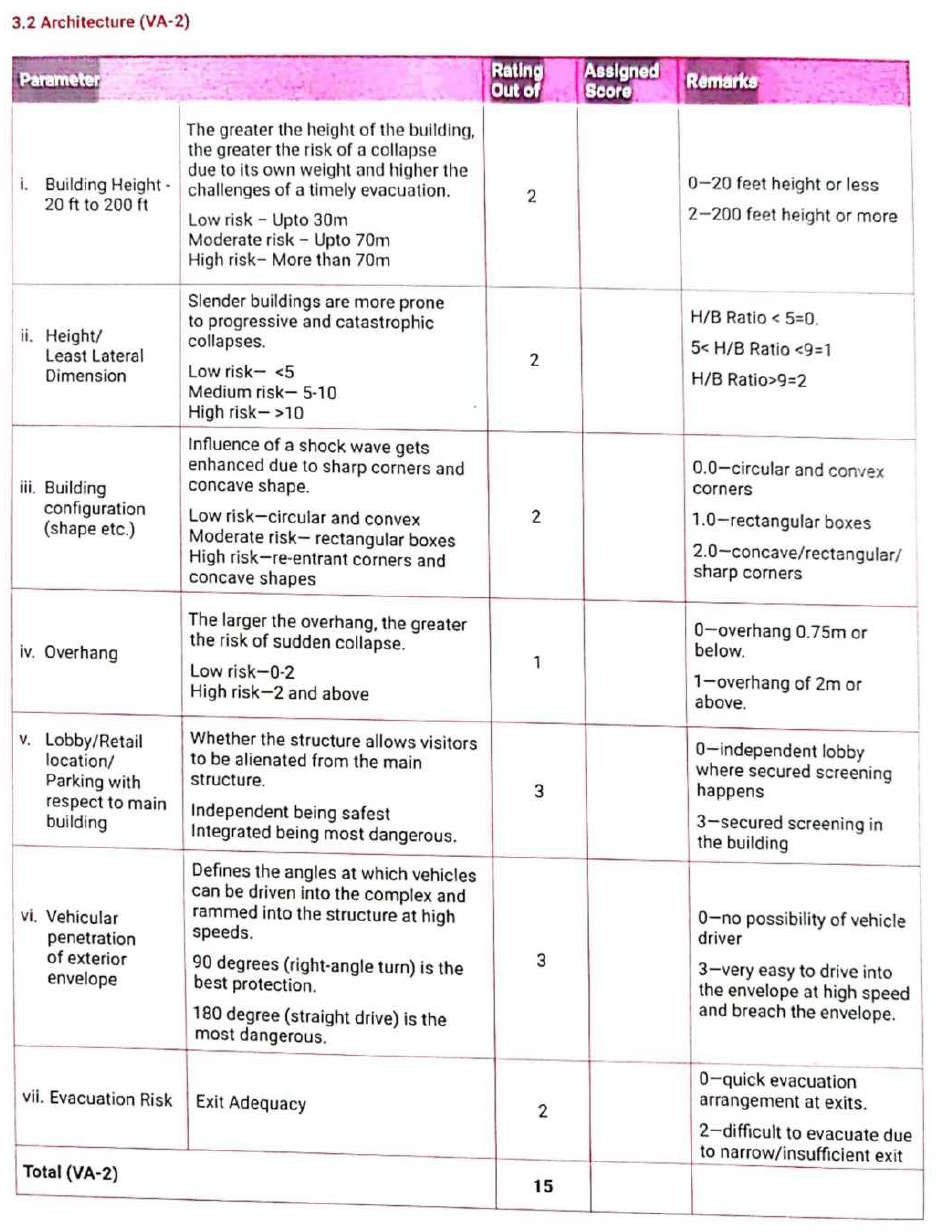 3.2 Architecture (VA-2)
Parameter
Rating
Out of
Assigned
Score
Remarks
i. Building Height -
20 ft to 200 ft
The greater the height of the building,
the greater the risk of a collapse
due to its own weight and higher the
challenges of a timely evacuation.
Low risk – Upto 30m
Moderate risk – Upto 70m
High risk– More than 70m
2
0—20 feet height or less
2—200 feet height or more
ii. Height/
Least Lateral
Dimension
Slender buildings are more prone
to progressive and catastrophic
collapses.
Low risk— <5
Medium risk— 5-10
High risk— >10
2
H/B Ratio < 5=0.
5< H/B Ratio <9=1
H/B Ratio>9=2
iii. Building
configuration
(shape etc.)
Influence of a shock wave gets
enhanced due to sharp corners and
concave shape.
Low risk—circular and convex
Moderate risk— rectangular boxes
High risk—re-entrant corners and
concave shapes
2
0.0—circular and convex
corners
1.0—rectangular boxes
2.0—concave/rectangular/
sharp corners
iv. Overhang
The larger the overhang, the greater
the risk of sudden collapse.
Low risk—0-2
High risk—2 and above
1
0—overhang 0.75m or
below.
1—overhang of 2m or
above.
v. Lobby/Retail
location/
Parking with
respect to main
building
Whether the structure allows visitors
to be alienated from the main
structure.
Independent being safest
Integrated being most dangerous.
3
0—independent lobby
where secured screening
happens
3—secured screening in
the building
vi. Vehicular
penetration
of exterior
envelope
Defines the angles at which vehicles
can be driven into the complex and
rammed into the structure at high
speeds.
90 degrees (right-angle turn) is the
best protection.
180 degree (straight drive) is the
most dangerous.
3
0—no possibility of vehicle
driver
3—very easy to drive into
the envelope at high speed
and breach the envelope.
vii. Evacuation Risk
Exit Adequacy
2
0—quick evacuation
arrangement at exits.
2—difficult to evacuate due
to narrow/insufficient exit
Total (VA-2)
15